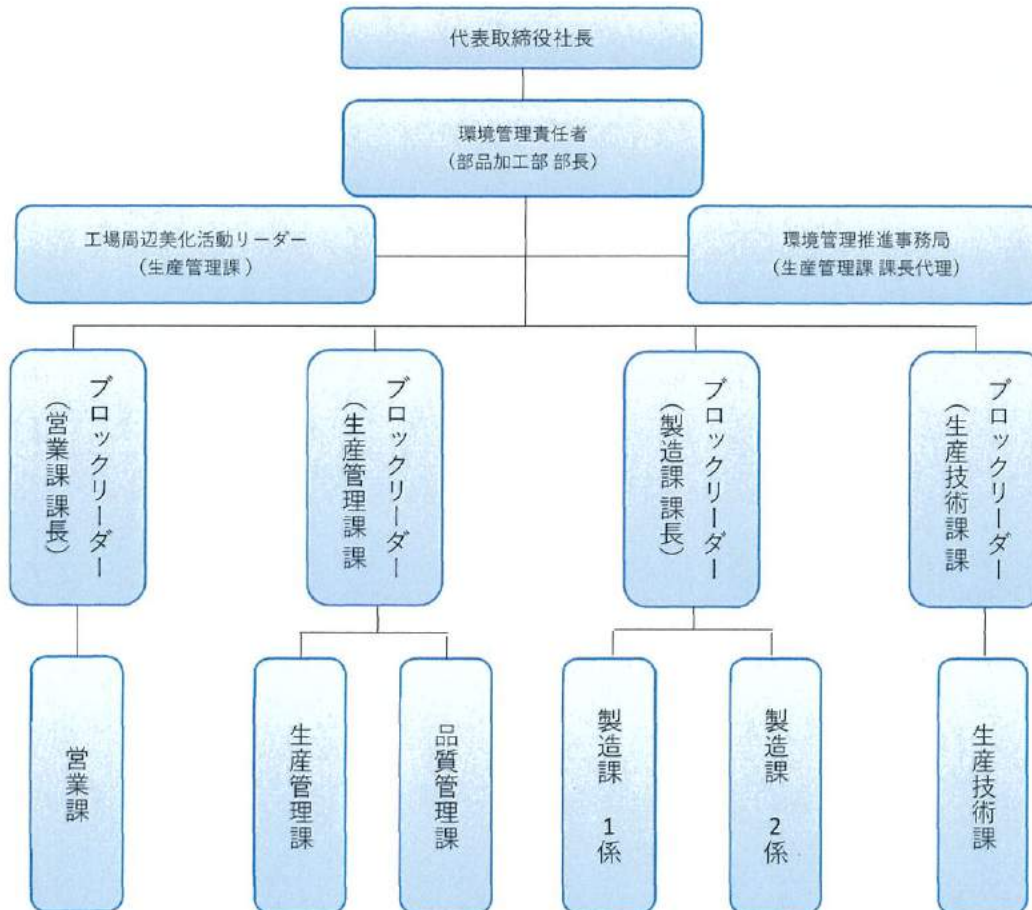 代表取締役社長
環境管理責任者
（部品加工部 部長）
工場周辺美化活動リーダー
（生産管理課 ）
環境管理推進事務局
（生産管理課 課長代理）
ブロックリーダー
（営業課 課長）
ブロックリーダー
（生産管理課 課
ブロックリーダー
（製造課 課長）
ブロックリーダー
（生産技術課 課
営業課
生産管理課
品質管理課
製造課 1係
製造課 2係
生産技術課